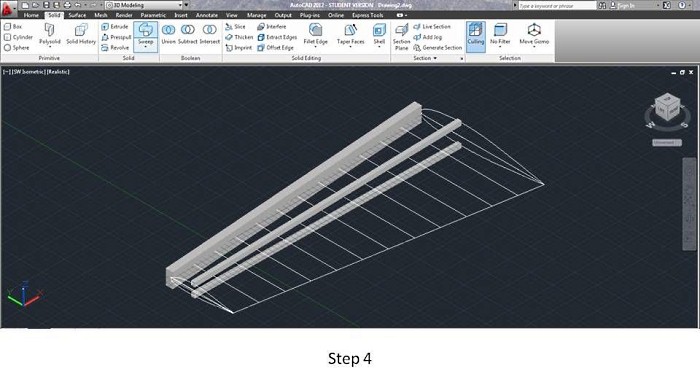 3D Modeling
AutoCAD 2012 - STUDENT VERSION Drawing2.dwg
Type a keyword or phrase
Sign In
Home Solid Surface Mesh Render Parametric Insert Annotate View Manage Output Plug-ins Online Express Tools
Box
Cylinder
Sphere
Polysolid
Solid History
Primitive
Extrude
Presspull
Revolve
Sweep
Solid
Union Subtract Intersect
Boolean
Slice
Thicken
Imprint
Interfere
Extract Edges
Offset Edge
Fillet Edge
Taper Faces
Shell
Solid Editing
Section Plane
Live Section
Add Jog
Generate Section
Section
Culling
No Filter
Move Gizmo
Selection
[-][SW Isometric][Realistic]
W
S
Step 4